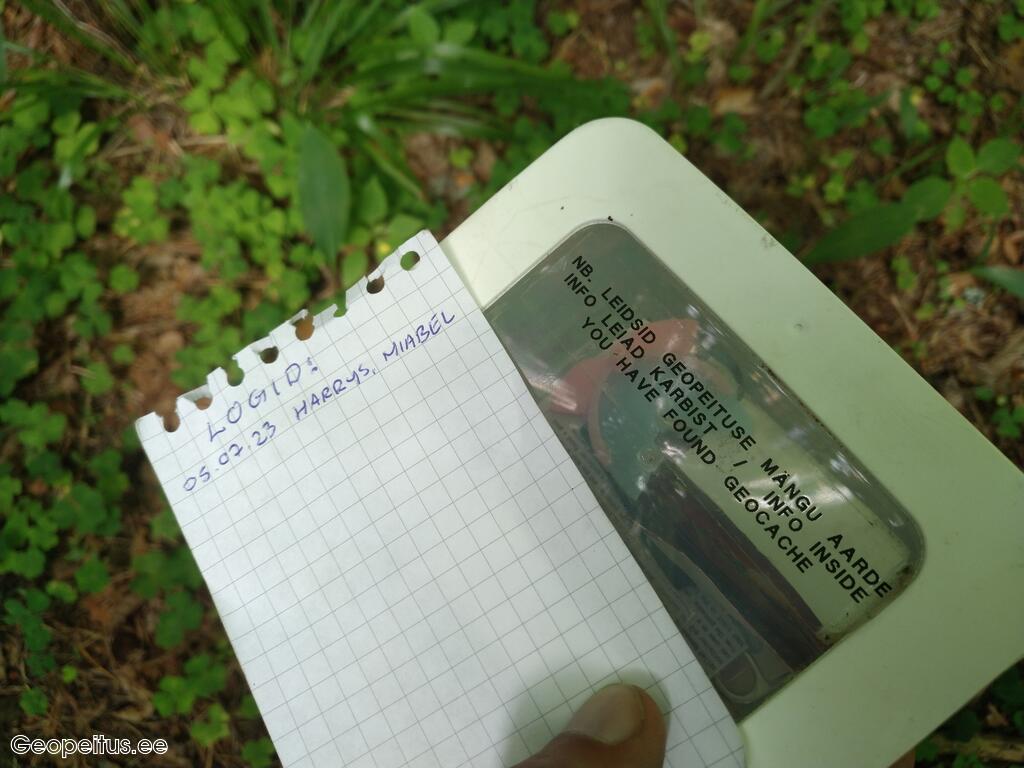 LOGID:
05.07.23 HARRYS, MIABEL
NB. LEIDSID GEOPEITUSE MÄNGU AARDE
INFO LEIAD KARBIST / INFO INSIDE
YOU HAVE FOUND GEOCACHE
Geopeitus.ee